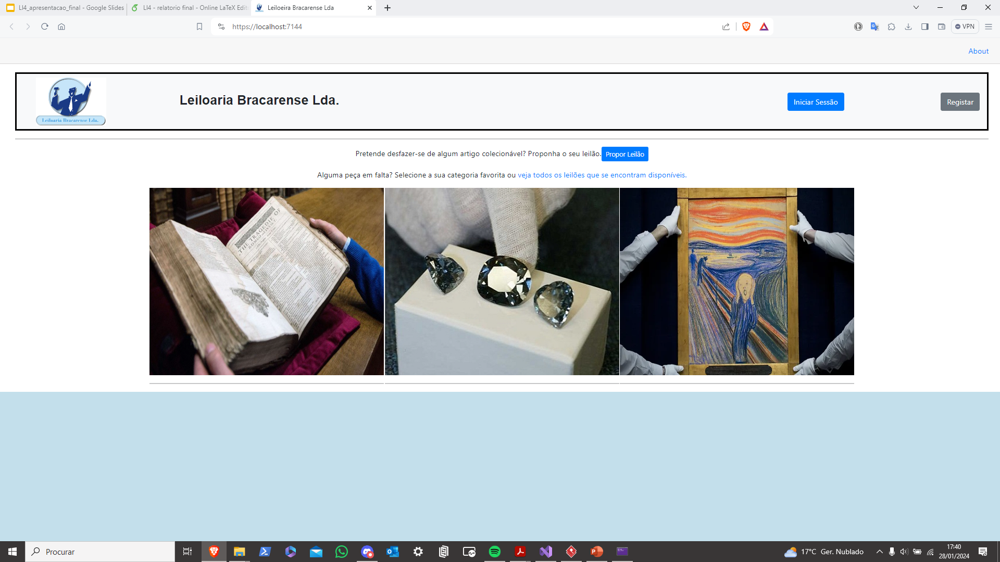 LI4_apresentacao_final - Google Slides
LI4 - relatorio final - Online LaTeX Edit
Leiloeira Bracarense Lda
https://localhost:7144
VPN
About
Leiloaria Bracarense Lda.
Leiloaria Bracarense Lda.
Iniciar Sessão
Registar
Pretende desfazer-se de algum artigo colecionável? Proponha o seu leilão. Propor Leilão
Alguma peça em falta? Selecione a sua categoria favorita ou veja todos os leilões que se encontram disponíveis.
THE TRAGEDIE OF
ROMEO and IVLIET
Procurar
17°C Ger. Nublado
17:40
28/01/2024